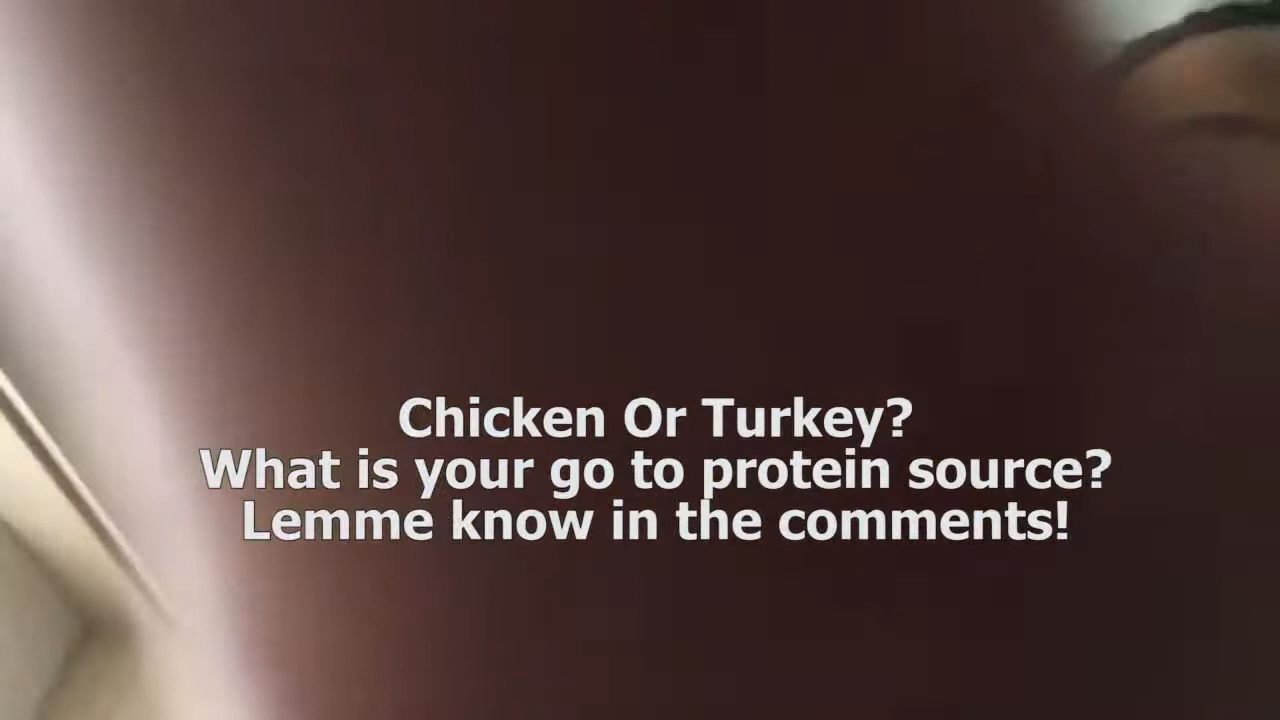 Chicken Or Turkey?
What is your go to protein source?
Lemme know in the comments!